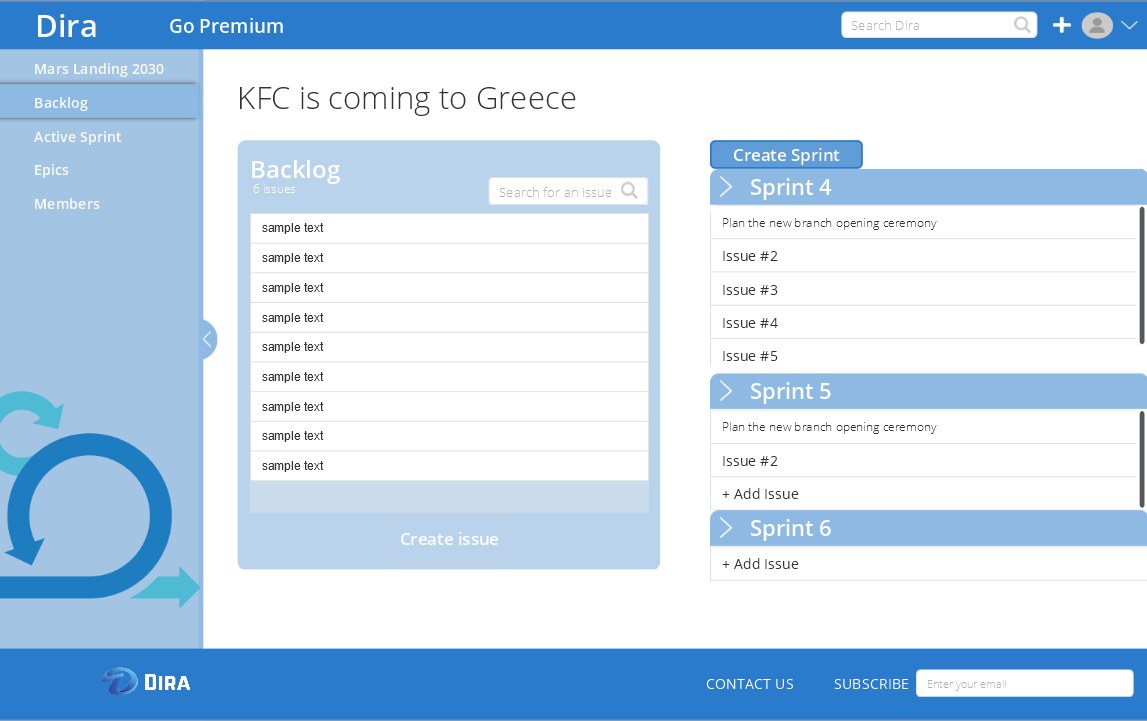 Dira
Go Premium
Search Dira
Mars Landing 2030
Backlog
Active Sprint
Epics
Members
KFC is coming to Greece
Backlog
6 issues
Search for an issue
sample text
sample text
sample text
sample text
sample text
sample text
sample text
sample text
sample text
Create issue
Create Sprint
Sprint 4
Plan the new branch opening ceremony
Issue #2
Issue #3
Issue #4
Issue #5
Sprint 5
Plan the new branch opening ceremony
Issue #2
+ Add Issue
Sprint 6
+ Add Issue
DIRA
CONTACT US
SUBSCRIBE
Enter your email